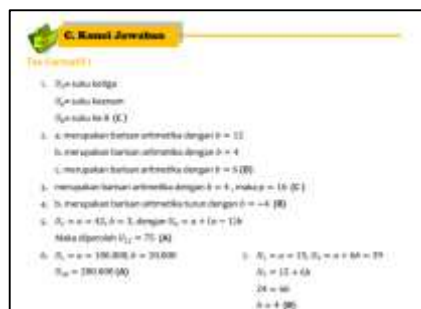 C. Kunci Jawaban
Tes Formatif 1
1. U₃= suku ketiga
U₆= suku keenam
suku ke 8 (C)
2. a. merupakan barisan aritmetika dengan b = 12
b. merupakan barisan aritmetika dengan b = 4
c. merupakan barisan aritmetika dengan b = 5 (B)
3. merupakan barisan aritmetika dengan b = 4, maka p = 16 (C)
4. b. merupakan barisan aritmetika turun dengan b = −4 (B)
5. U₁ = a = 42, b = 3, dengan Uₙ = a + (n − 1)b
Maka diperoleh U₁₂ = 75 (A)
6. U₁ = a = 100.000, b = 20.000
U₁₀ = 280.000 (A)
7. U₁ = a = 15, U₇ = a + 6b = 39
U₇ = 15 + 6b
24 = 6b
b = 4 (B)